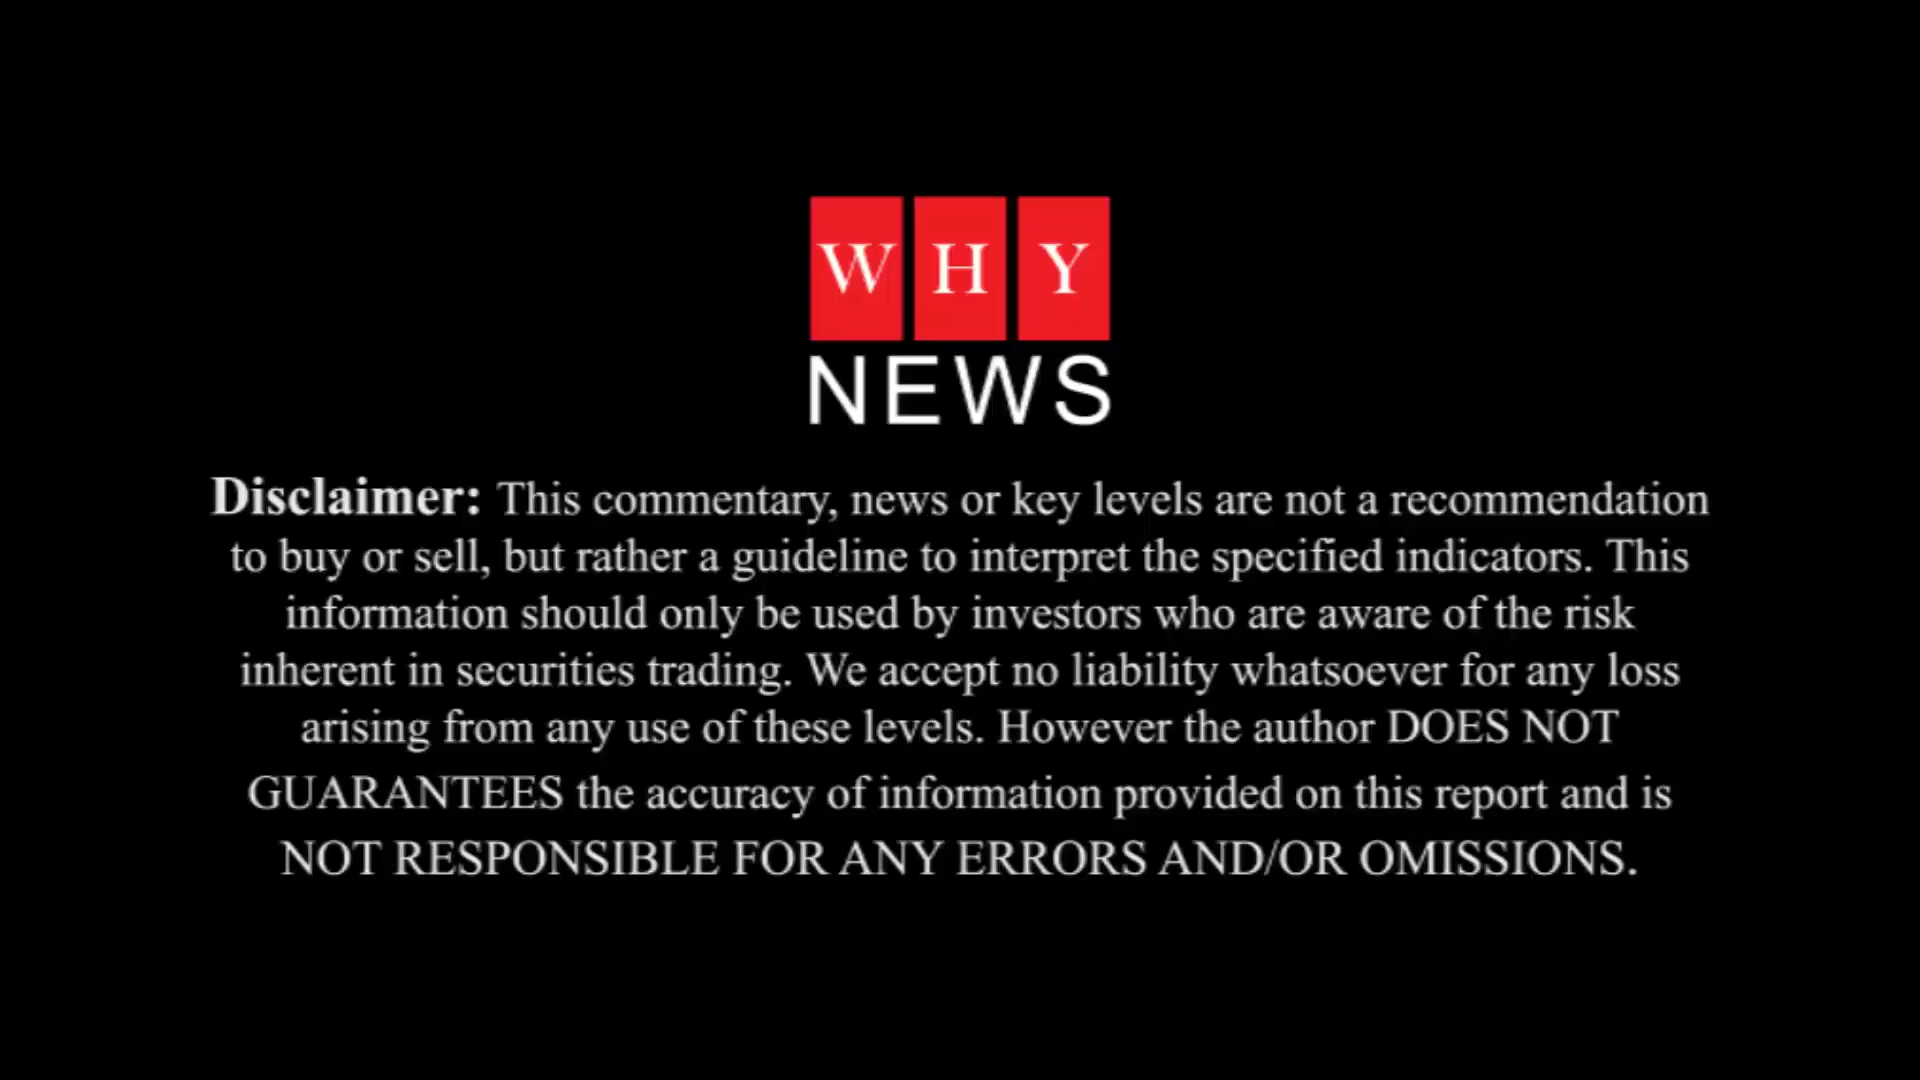 WHY
NEWS
Disclaimer: This commentary, news or key levels are not a recommendation
to buy or sell, but rather a guideline to interpret the specified indicators. This
information should only be used by investors who are aware of the risk
inherent in securities trading. We accept no liability whatsoever for any loss
arising from any use of these levels. However the author DOES NOT
GUARANTEES the accuracy of information provided on this report and is
NOT RESPONSIBLE FOR ANY ERRORS AND/OR OMISSIONS.